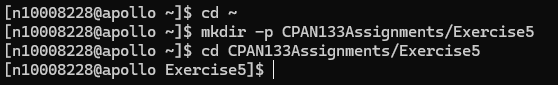 [n10008228@apollo ~]$ cd ~
[n10008228@apollo ~]$ mkdir -p CPAN133Assignments/Exercise5
[n10008228@apollo ~]$ cd CPAN133Assignments/Exercise5
[n10008228@apollo Exercise5]$